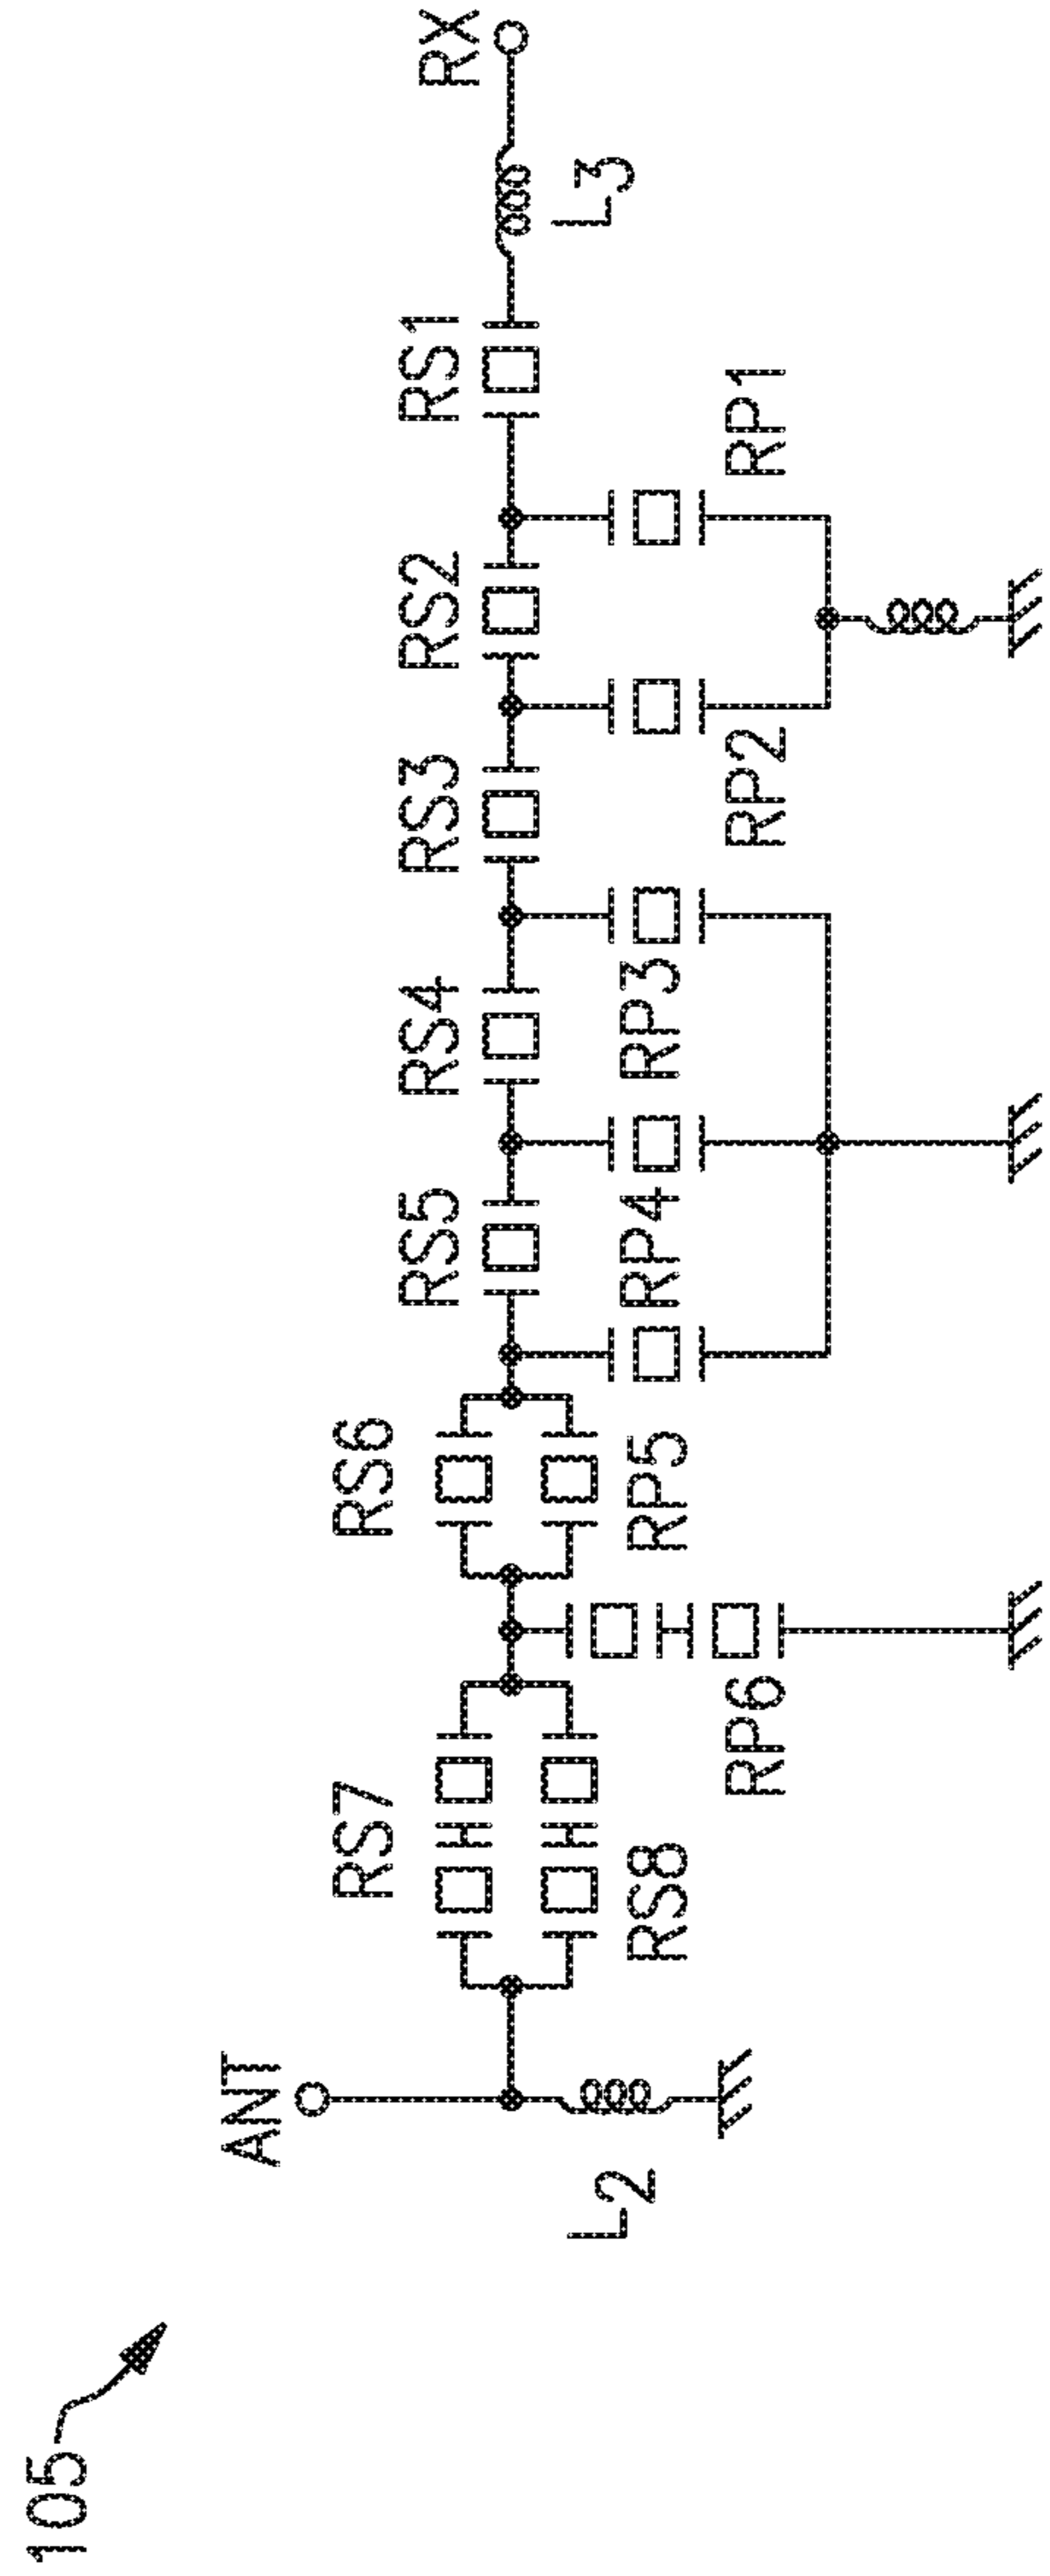 105
ANT
L2
RS7
RS8
RP6
RS6
RP5
RS5
RP4
RS4
RP3
RS3
RP2
RS2
RP1
RS1
L3
RX